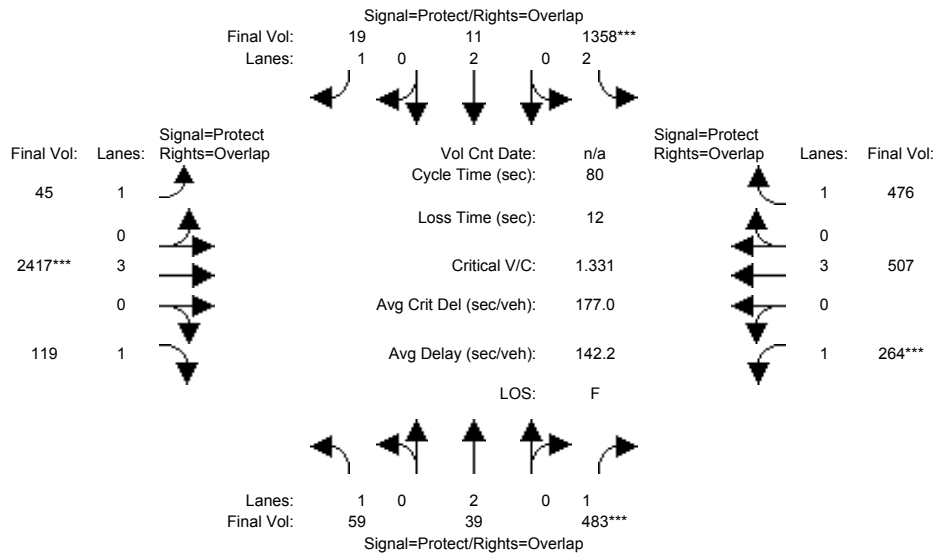 Signal=Protect/Rights=Overlap
Final Vol: 19 11 1358***
Lanes: 1 0 2 0 2
Signal=Protect
Final Vol: Lanes: Rights=Overlap
Vol Cnt Date: n/a
Signal=Protect
Rights=Overlap Lanes: Final Vol:
Cycle Time (sec): 80
45 1
1 476
Loss Time (sec): 12
0
0
2417*** 3
Critical V/C: 1.331
3 507
0
Avg Crit Del (sec/veh): 177.0
0
119 1
Avg Delay (sec/veh): 142.2
1 264***
LOS: F
Lanes: 1 0 2 0 1
Final Vol: 59 39 483***
Signal=Protect/Rights=Overlap